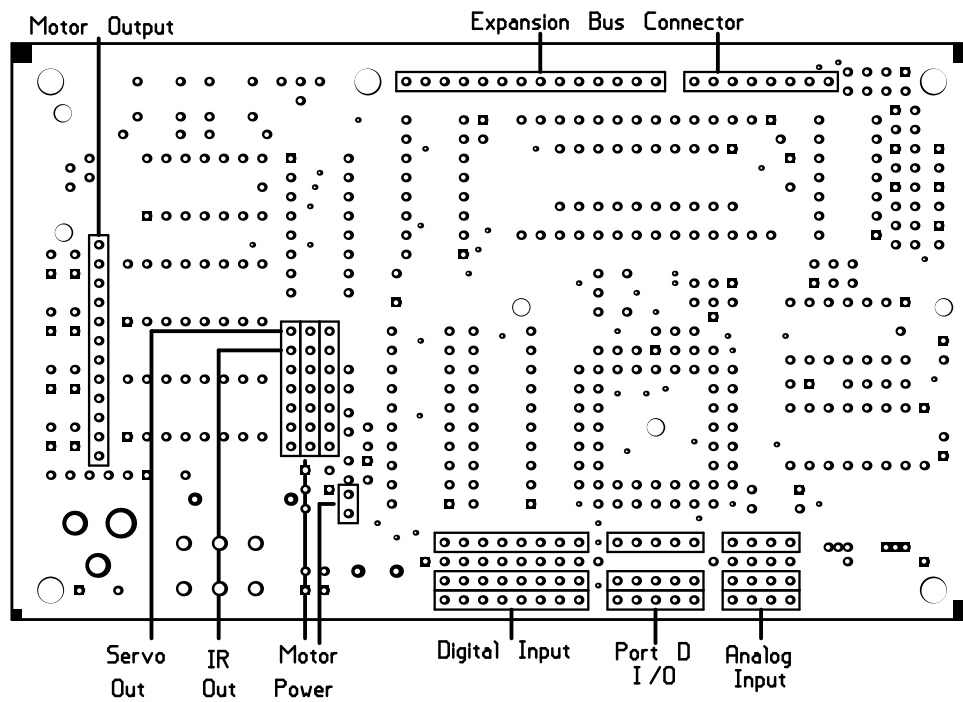 Motor Output
Expansion Bus Connector
Servo
Out
IR
Out
Motor
Power
Digital Input
Port D
I/O
Analog
Input